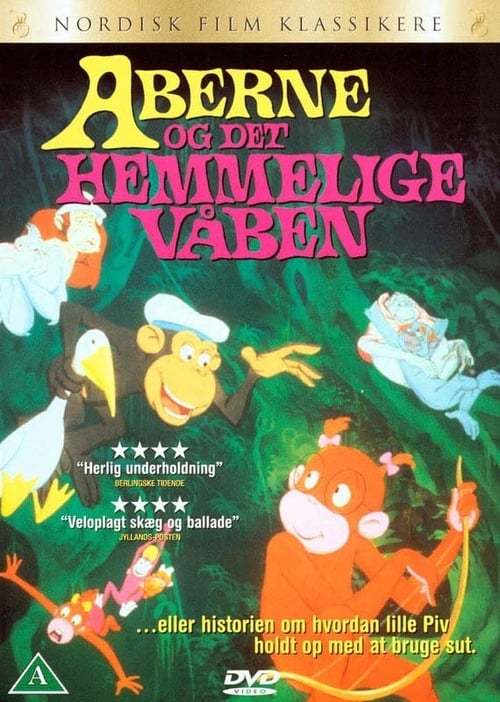 NORDISK FILM KLASSIKERE
ABERNE
OG DET
HEMMELIGE
VÅBEN
"Herlig underholdning"
BERLINGSKE TIDENDE
"Veloplagt skæg og ballade"
JYLLANDS-POSTEN
...eller historien om hvordan lille Piv
holdt op med at bruge sut.
A
DVD
VIDEO